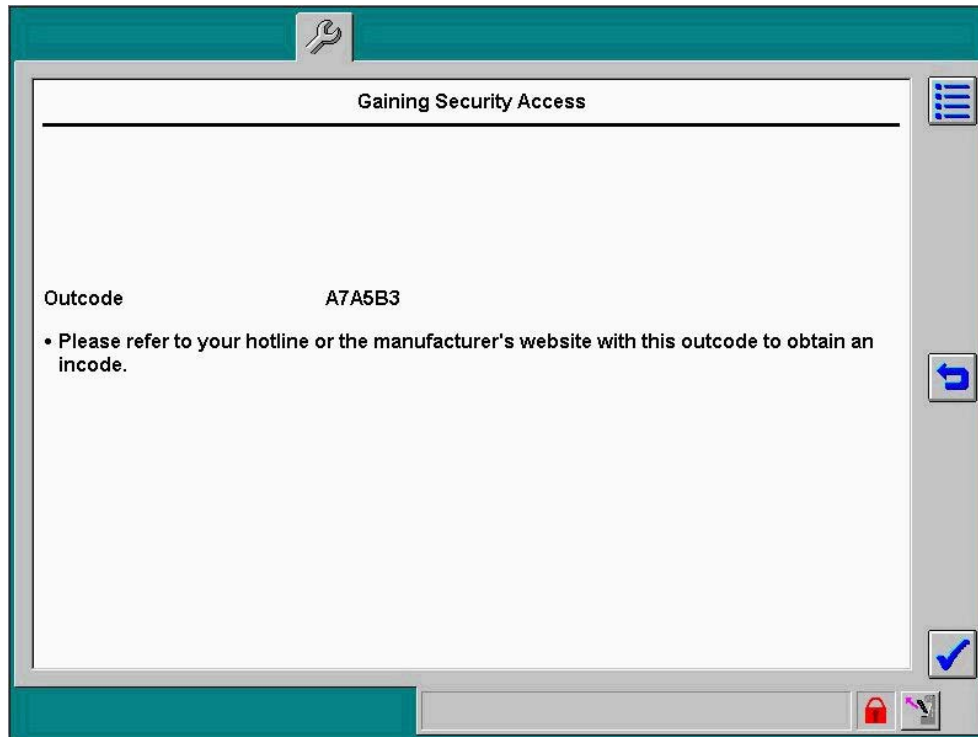 Gaining Security Access
Outcode A7A5B3
• Please refer to your hotline or the manufacturer's website with this outcode to obtain an
incode.